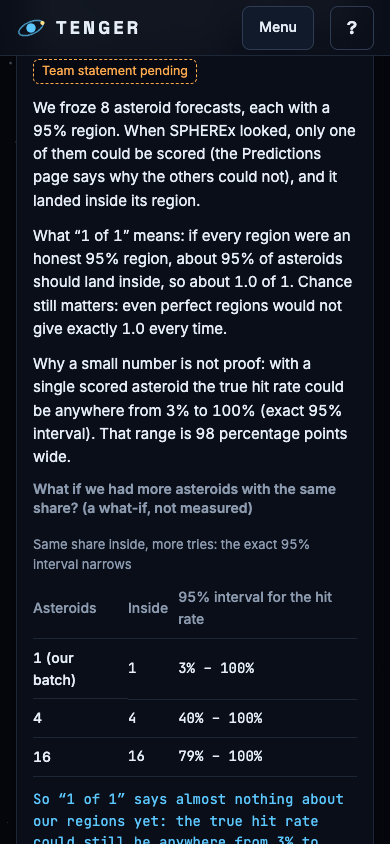 TENGER
Menu
?
Team statement pending
We froze 8 asteroid forecasts, each with a
95% region. When SPHEREx looked, only one
of them could be scored (the Predictions
page says why the others could not), and it
landed inside its region.
What “1 of 1” means: if every region were an
honest 95% region, about 95% of asteroids
should land inside, so about 1.0 of 1. Chance
still matters: even perfect regions would not
give exactly 1.0 every time.
Why a small number is not proof: with a
single scored asteroid the true hit rate could
be anywhere from 3% to 100% (exact 95%
interval). That range is 98 percentage points
wide.
What if we had more asteroids with the same
share? (a what-if, not measured)
Same share inside, more tries: the exact 95%
interval narrows
Asteroids Inside 95% interval for the hit
rate
1 (our
batch) 1 3% – 100%
4 4 40% – 100%
16 16 79% – 100%
So “1 of 1” says almost nothing about
our regions yet: the true hit rate
could still be anywhere from 3% to